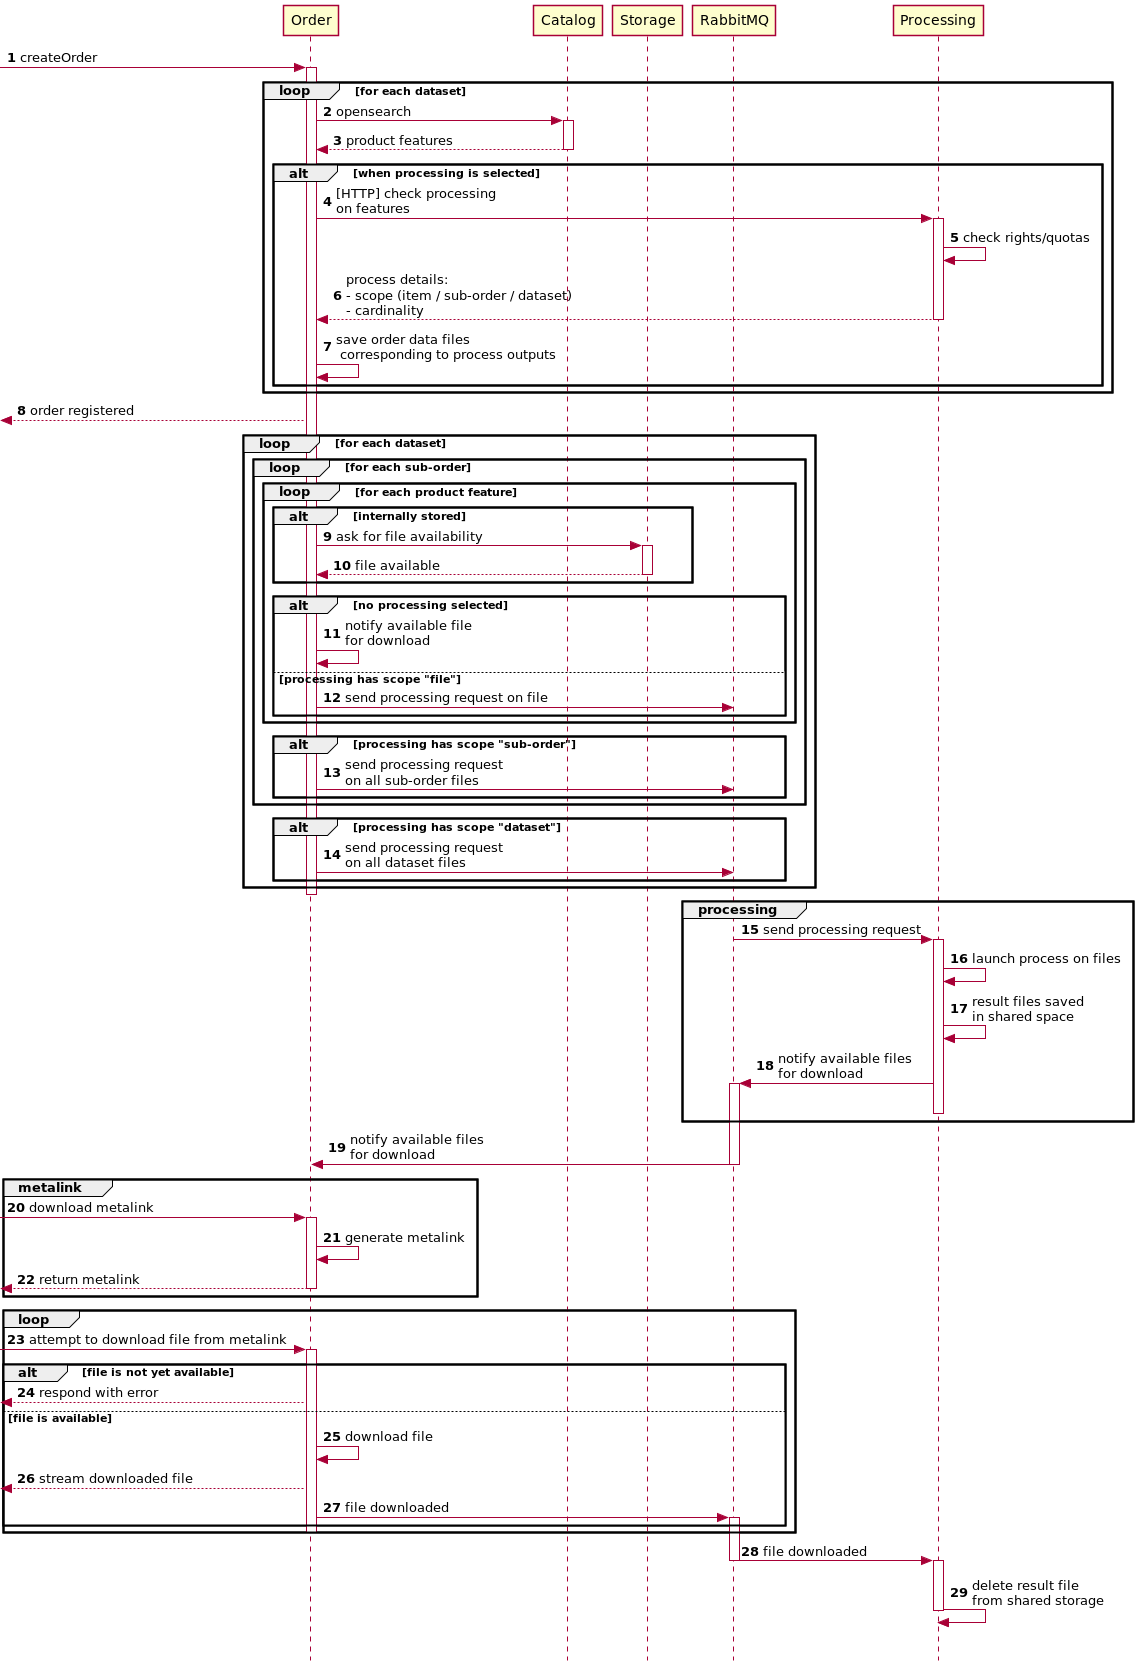 Order
Catalog
Storage
RabbitMQ
Processing
1 createOrder
loop [for each dataset]
2 opensearch
3 product features
alt [when processing is selected]
4 [HTTP] check processing
on features
5 check rights/quotas
process details:
6 - scope (item / sub-order / dataset)
- cardinality
7 save order data files
corresponding to process outputs
8 order registered
loop [for each dataset]
loop [for each sub-order]
loop [for each product feature]
alt [internally stored]
9 ask for file availability
10 file available
alt [no processing selected]
11 notify available file
for download
[processing has scope "file"]
12 send processing request on file
alt [processing has scope "sub-order"]
13 send processing request
on all sub-order files
alt [processing has scope "dataset"]
14 send processing request
on all dataset files
processing
15 send processing request
16 launch process on files
17 result files saved
in shared space
18 notify available files
for download
19 notify available files
for download
metalink
20 download metalink
21 generate metalink
22 return metalink
loop
23 attempt to download file from metalink
alt [file is not yet available]
24 respond with error
[file is available]
25 download file
26 stream downloaded file
27 file downloaded
28 file downloaded
29 delete result file
from shared storage